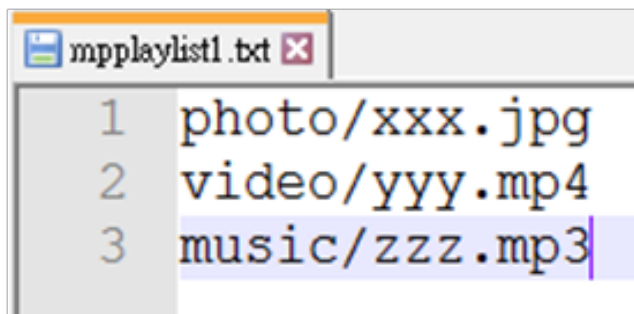 mpplaylist1.txt
1 photo/xxx.jpg
2 video/yyy.mp4
3 music/zzz.mp3